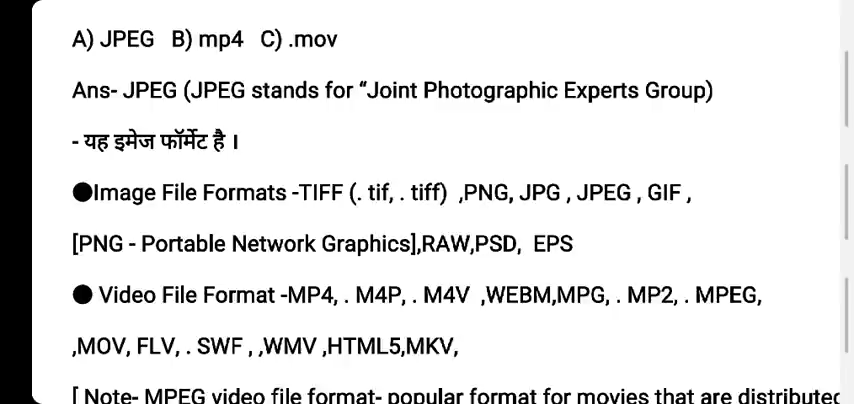 A) JPEG B) mp4 C) .mov
Ans- JPEG (JPEG stands for “Joint Photographic Experts Group)
- यह इमेज फॉर्मेट है ।
●Image File Formats -TIFF (. tif, . tiff) ,PNG, JPG , JPEG , GIF ,
[PNG - Portable Network Graphics],RAW,PSD, EPS
● Video File Format -MP4, . M4P, . M4V ,WEBM,MPG, . MP2, . MPEG,
,MOV, FLV, . SWF , ,WMV ,HTML5,MKV,
[ Note- MPEG video file format- popular format for movies that are distributed